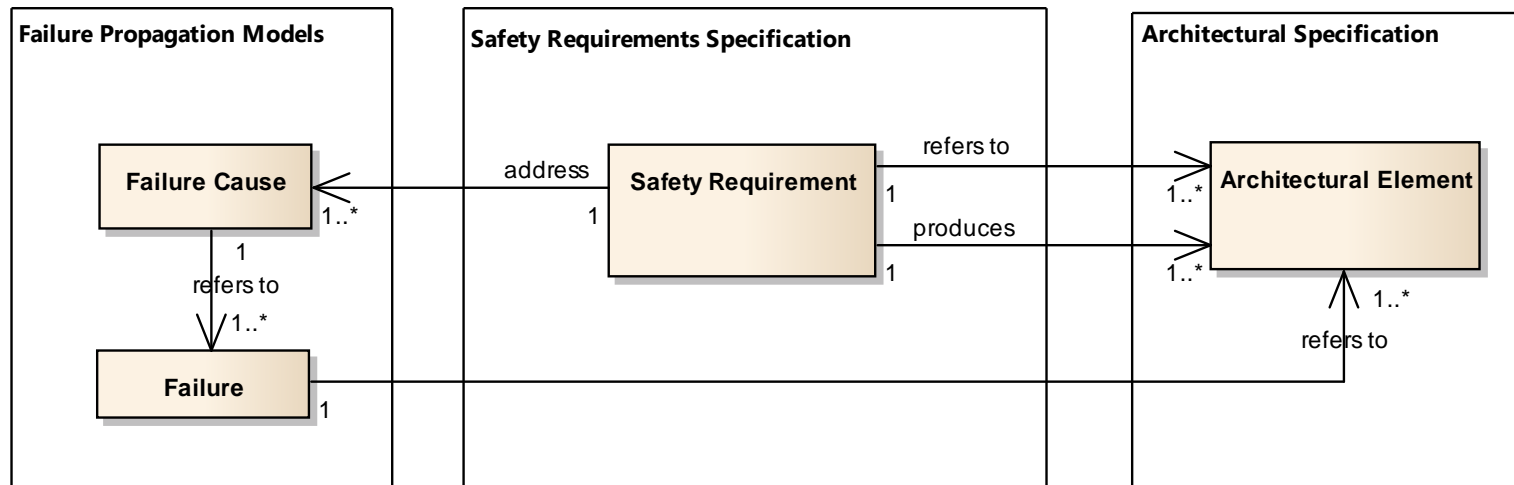 Failure Propagation Models
Safety Requirements Specification
Architectural Specification
Failure Cause
address
Safety Requirement
refers to
Architectural Element
1..*
1
1
1..*
produces
1
1..*
1
refers to
1..*
Failure
1
1..*
refers to